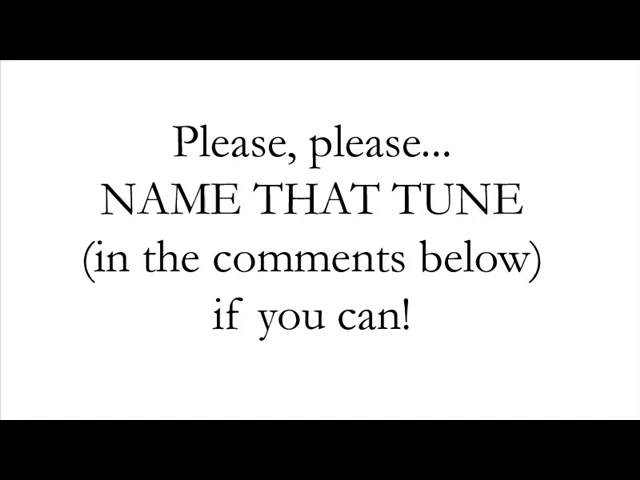 Please, please...
NAME THAT TUNE
(in the comments below)
if you can!